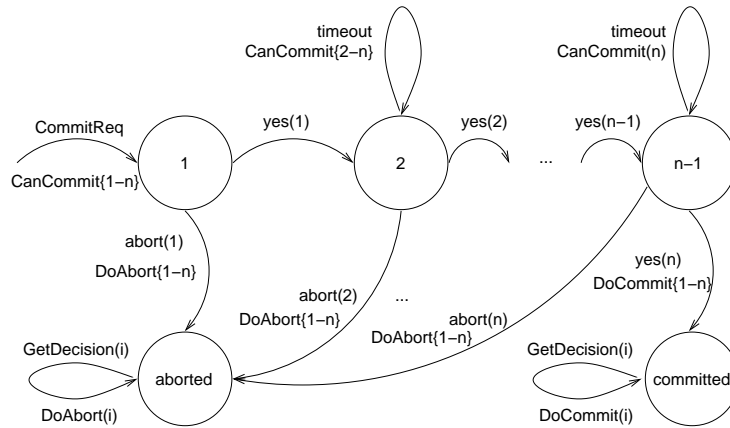 timeout
CanCommit{2−n}
timeout
CanCommit(n)
CommitReq
CanCommit{1−n}
1
yes(1)
2
yes(2)
...
yes(n−1)
n−1
abort(1)
DoAbort{1−n}
abort(2)
DoAbort{1−n}
...
abort(n)
DoAbort{1−n}
yes(n)
DoCommit{1−n}
GetDecision(i)
DoAbort(i)
aborted
GetDecision(i)
DoCommit(i)
committed